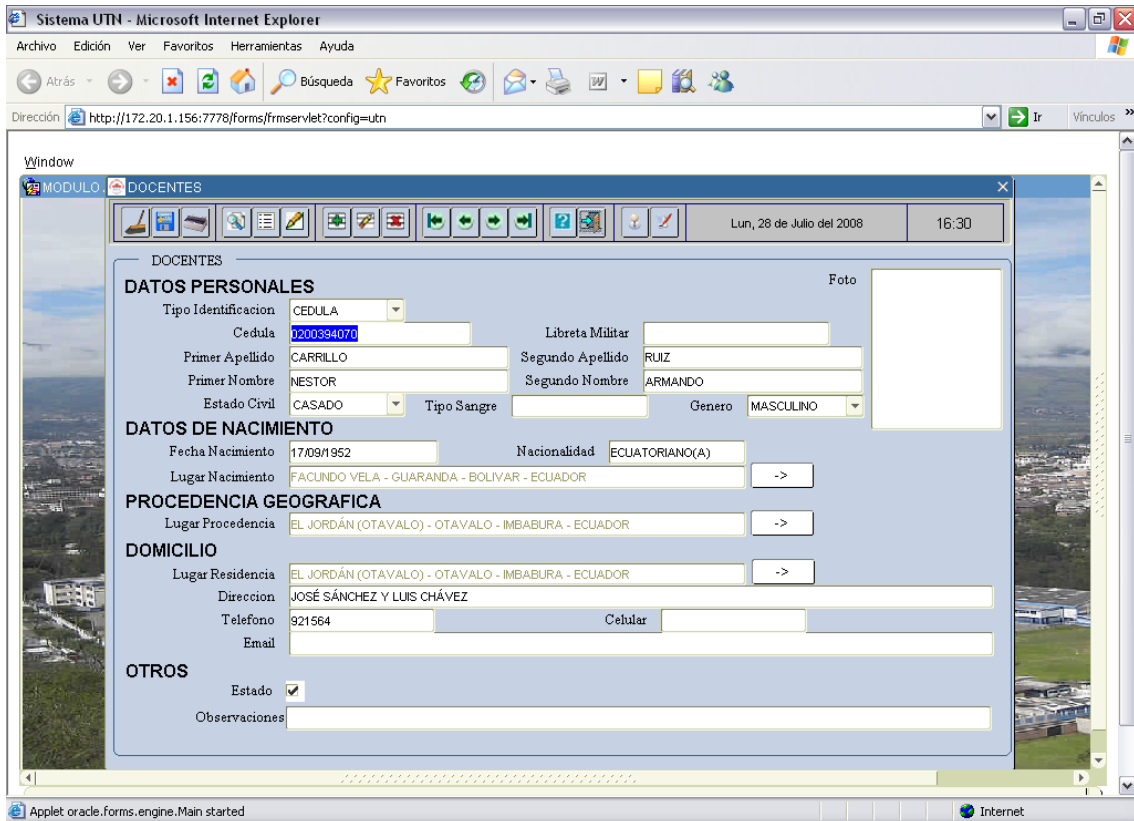 Sistema UTN - Microsoft Internet Explorer
Archivo Edición Ver Favoritos Herramientas Ayuda
Atrás Búsqueda Favoritos
Dirección http://172.20.1.156:7778/forms/frmservlet?config=utn Ir Vínculos »
Window
MODULO DOCENTES
Lun, 28 de Julio del 2008 16:30
DOCENTES
DATOS PERSONALES Foto
Tipo Identificacion CEDULA
Cedula 0200394070 Libreta Militar
Primer Apellido CARRILLO Segundo Apellido RUIZ
Primer Nombre NESTOR Segundo Nombre ARMANDO
Estado Civil CASADO Tipo Sangre Genero MASCULINO
DATOS DE NACIMIENTO
Fecha Nacimiento 17/09/1952 Nacionalidad ECUATORIANO(A)
Lugar Nacimiento FACUNDO VELA - GUARANDA - BOLIVAR - ECUADOR ->
PROCEDENCIA GEOGRAFICA
Lugar Procedencia EL JORDÁN (OTAVALO) - OTAVALO - IMBABURA - ECUADOR ->
DOMICILIO
Lugar Residencia EL JORDÁN (OTAVALO) - OTAVALO - IMBABURA - ECUADOR ->
Direccion JOSÉ SÁNCHEZ Y LUIS CHÁVEZ
Telefono 921564 Celular
Email
OTROS
Estado
Observaciones
Applet oracle.forms.engine.Main started Internet